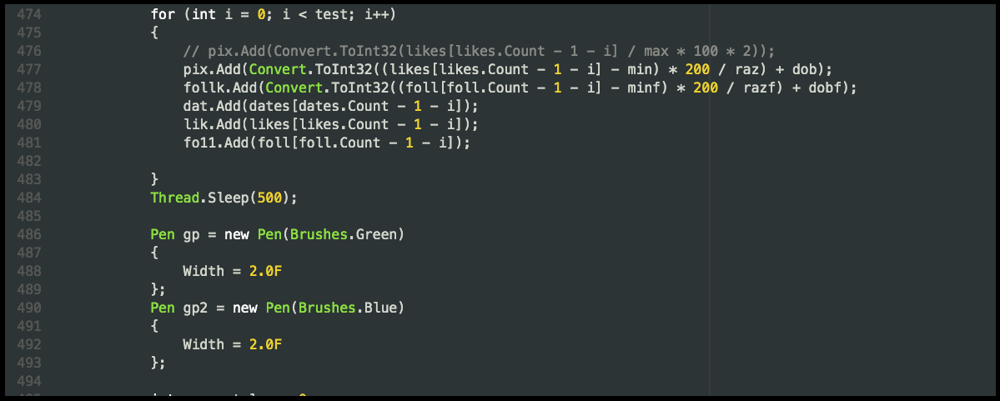 474 for (int i = 0; i < test; i++)
475 {
476 // pix.Add(Convert.ToInt32(likes[likes.Count - 1 - i] / max * 100 * 2));
477 pix.Add(Convert.ToInt32((likes[likes.Count - 1 - i] - min) * 200 / raz) + dob);
478 follk.Add(Convert.ToInt32((foll[foll.Count - 1 - i] - minf) * 200 / razf) + dobf);
479 dat.Add(dates[dates.Count - 1 - i]);
480 lik.Add(likes[likes.Count - 1 - i]);
481 fo11.Add(foll[foll.Count - 1 - i]);
482
483 }
484 Thread.Sleep(500);
485
486 Pen gp = new Pen(Brushes.Green)
487 {
488 Width = 2.0F
489 };
490 Pen gp2 = new Pen(Brushes.Blue)
491 {
492 Width = 2.0F
493 };
494